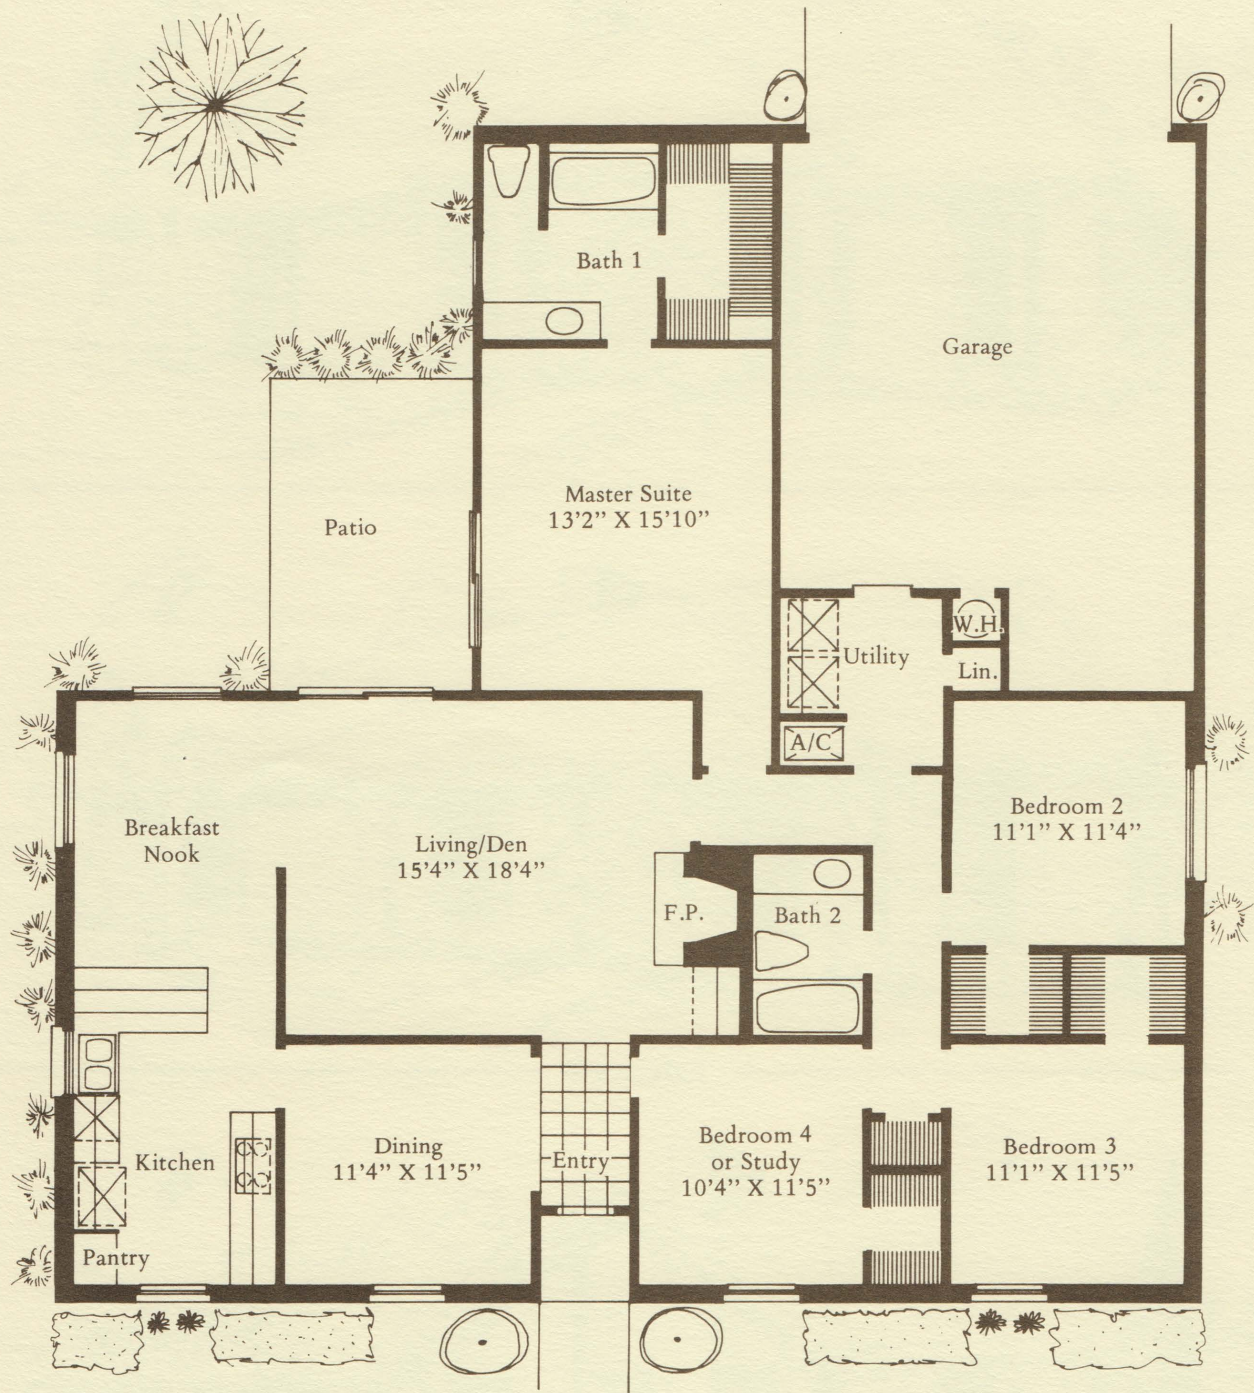 Bath 1
Garage
Master Suite
13'2” X 15'10”
Patio
W.H.
Utility
Lin.
A/C
Breakfast
Nook
Living/Den
15'4” X 18'4”
Bedroom 2
11'1” X 11'4”
F.P.
Bath 2
Kitchen
Dining
11'4” X 11'5”
Entry
Bedroom 4
or Study
10'4” X 11'5”
Bedroom 3
11'1” X 11'5”
Pantry